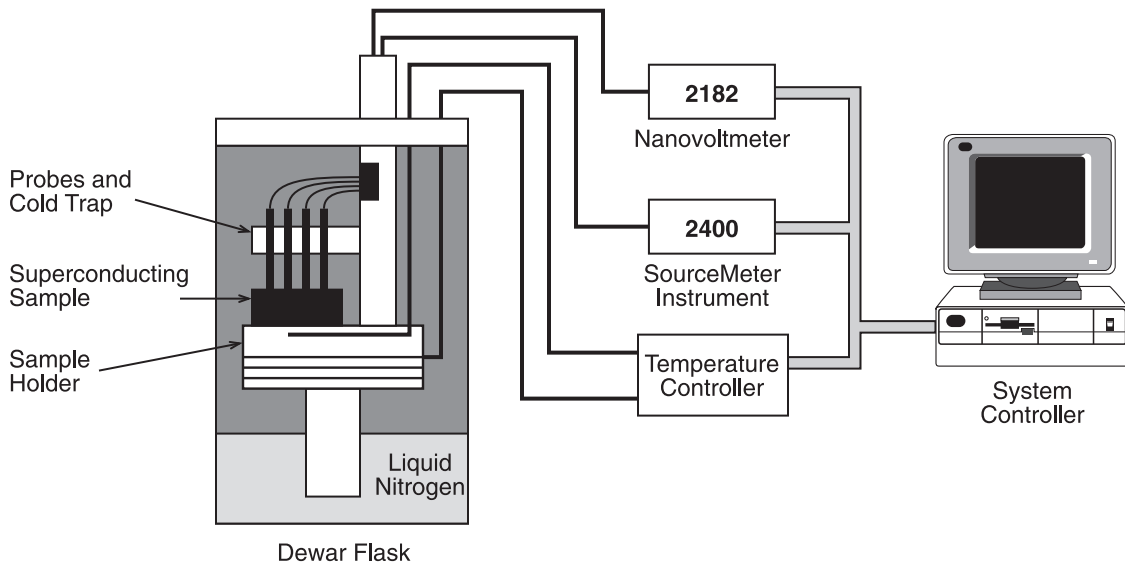 2182
Nanovoltmeter
Probes and
Cold Trap
2400
SourceMeter
Instrument
Superconducting
Sample
Sample
Holder
Temperature
Controller
System
Controller
Liquid
Nitrogen
Dewar Flask